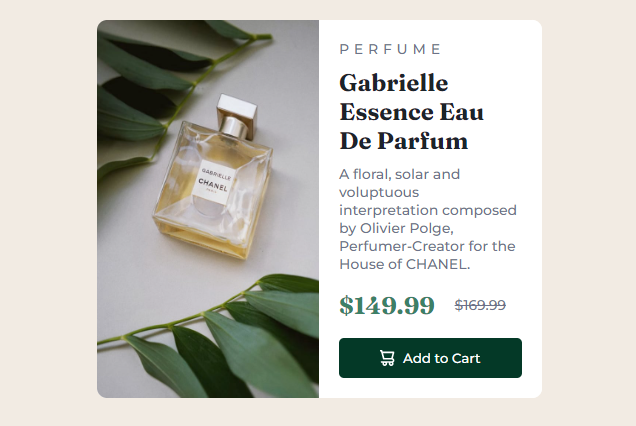 GABRIELLE
CHANEL
PERFUME
Gabrielle
Essence Eau
De Parfum
A floral, solar and
voluptuous
interpretation composed
by Olivier Polge,
Perfumer-Creator for the
House of CHANEL.
$149.99 $169.99
Add to Cart